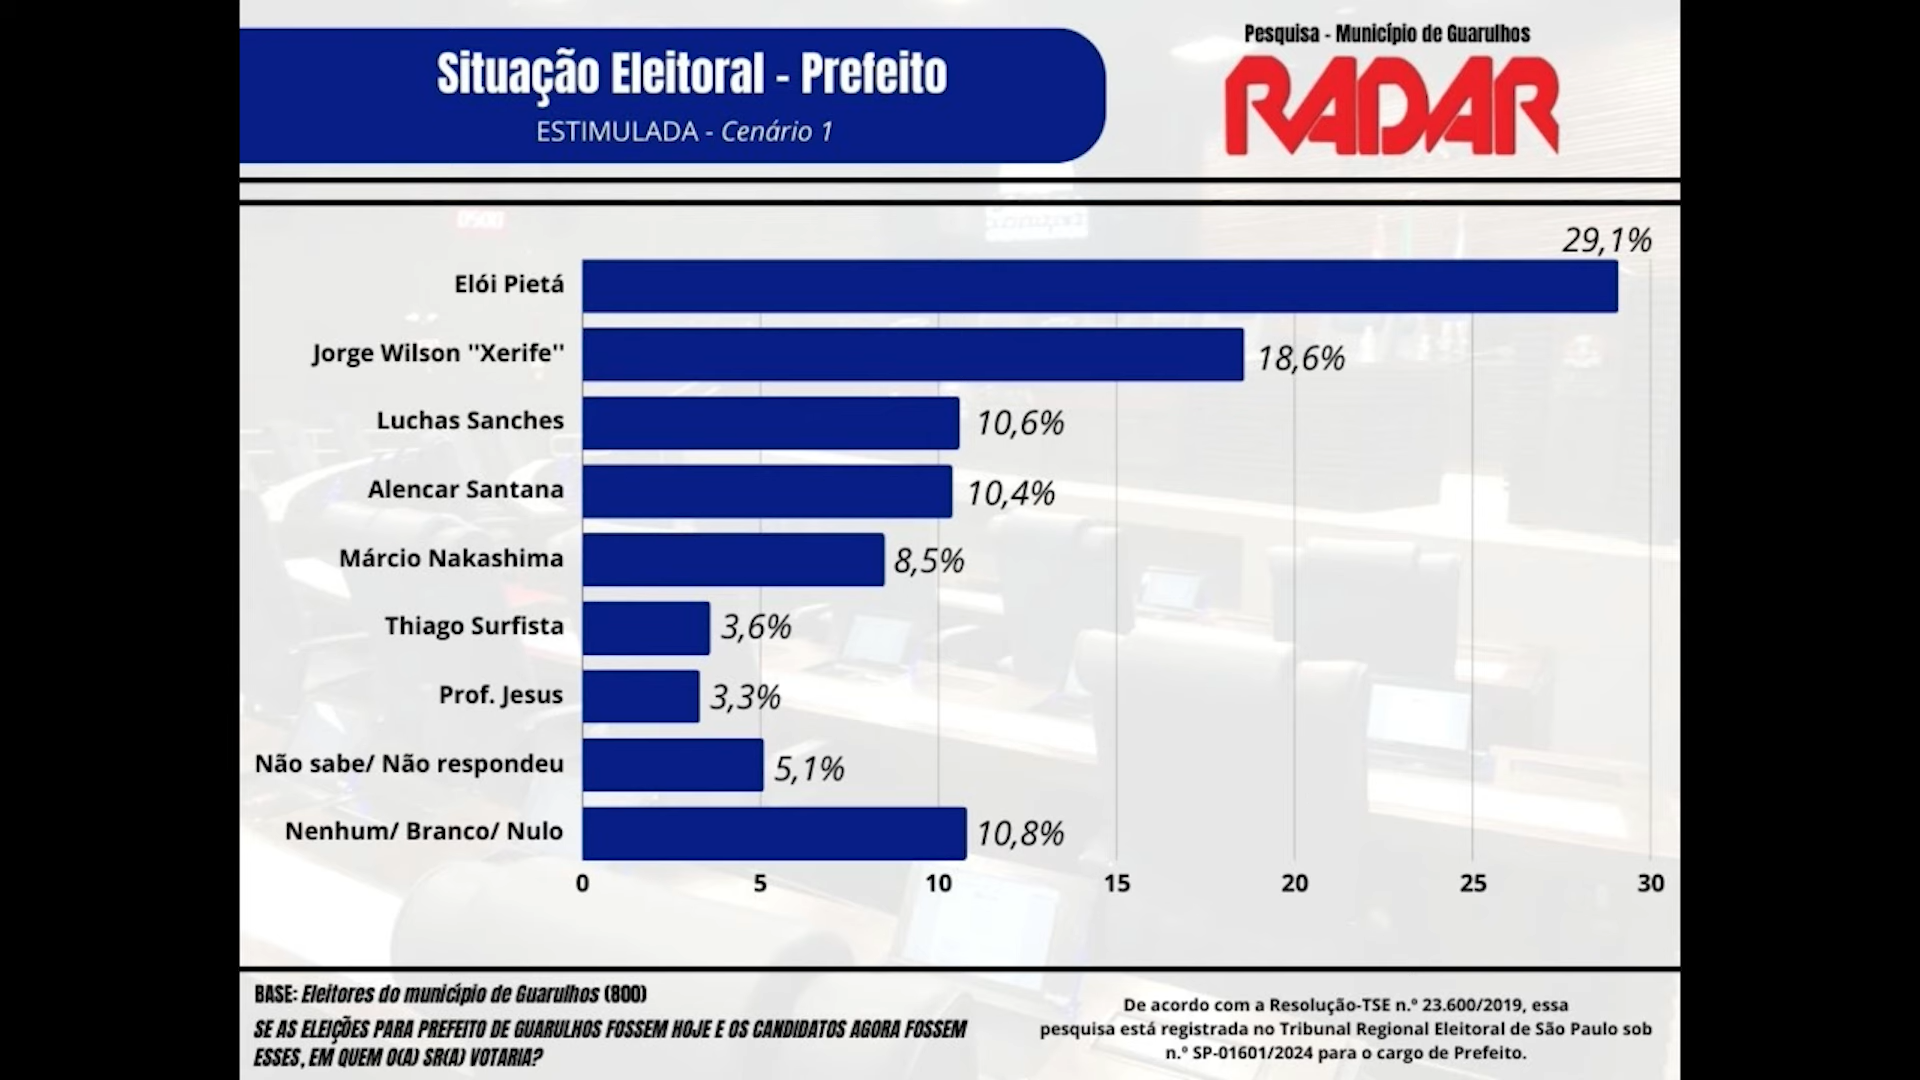 Situação Eleitoral - Prefeito
ESTIMULADA - Cenário 1
Pesquisa - Município de Guarulhos
RADAR
29,1%
Elói Pietá
Jorge Wilson "Xerife"
18,6%
Luchas Sanches
10,6%
Alencar Santana
10,4%
Márcio Nakashima
8,5%
Thiago Surfista
3,6%
Prof. Jesus
3,3%
Não sabe/ Não respondeu
5,1%
Nenhum/ Branco/ Nulo
10,8%
0 5 10 15 20 25 30
BASE: Eleitores do município de Guarulhos (800)
SE AS ELEIÇÕES PARA PREFEITO DE GUARULHOS FOSSEM HOJE E OS CANDIDATOS AGORA FOSSEM
ESSES, EM QUEM O(A) SR(A) VOTARIA?
De acordo com a Resolução-TSE n.º 23.600/2019, essa
pesquisa está registrada no Tribunal Regional Eleitoral de São Paulo sob
n.º SP-01601/2024 para o cargo de Prefeito.